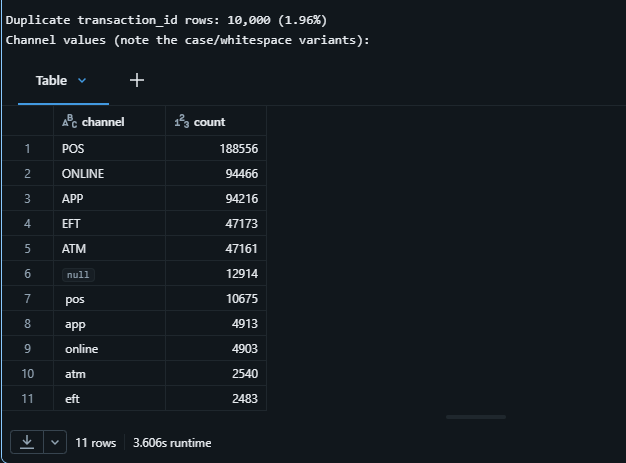 Duplicate transaction_id rows: 10,000 (1.96%)
Channel values (note the case/whitespace variants):
Table
channel count
1 POS 188556
2 ONLINE 94466
3 APP 94216
4 EFT 47173
5 ATM 47161
6 null 12914
7 pos 10675
8 app 4913
9 online 4903
10 atm 2540
11 eft 2483
11 rows 3.606s runtime